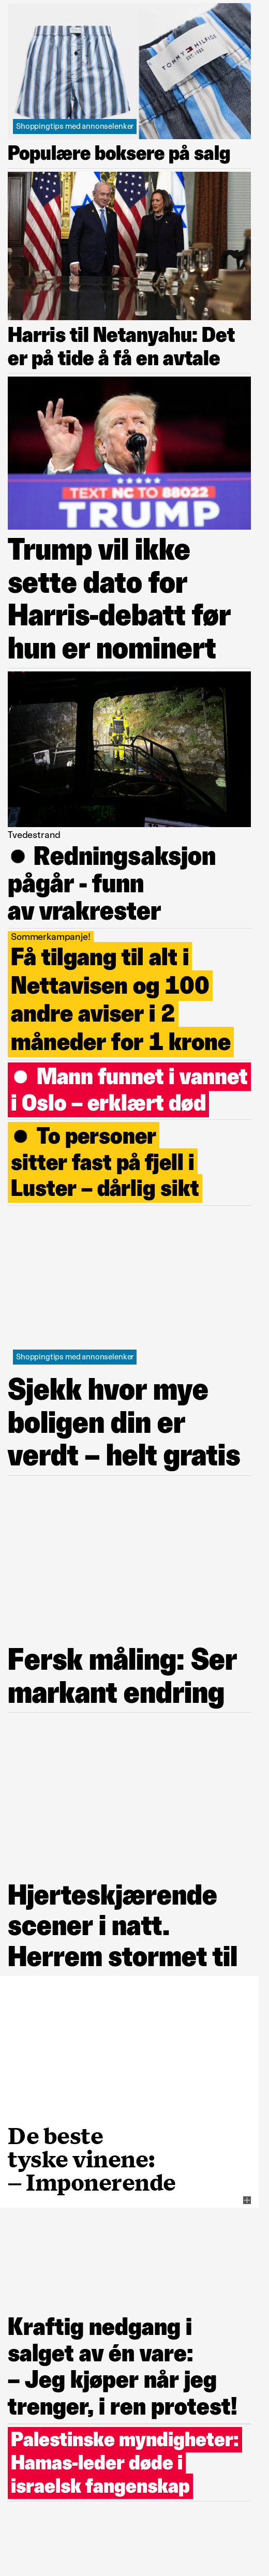 TOMMY HILFIGER
EST. 1985
Shoppingtips med annonselenker
Populære boksere på salg
Harris til Netanyahu: Det
er på tide å få en avtale
TEXT NC TO 88022
TRUMP
Trump vil ikke
sette dato for
Harris-debatt før
hun er nominert
Tvedestrand
● Redningsaksjon
pågår - funn
av vrakrester
Sommerkampanje!
Få tilgang til alt i
Nettavisen og 100
andre aviser i 2
måneder for 1 krone
● Mann funnet i vannet
i Oslo – erklært død
● To personer
sitter fast på fjell i
Luster – dårlig sikt
Shoppingtips med annonselenker
Sjekk hvor mye
boligen din er
verdt – helt gratis
Fersk måling: Ser
markant endring
Hjerteskjærende
scener i natt.
Herrem stormet til
De beste
tyske vinene:
– Imponerende
Kraftig nedgang i
salget av én vare:
– Jeg kjøper når jeg
trenger, i ren protest!
Palestinske myndigheter:
Hamas-leder døde i
israelsk fangenskap